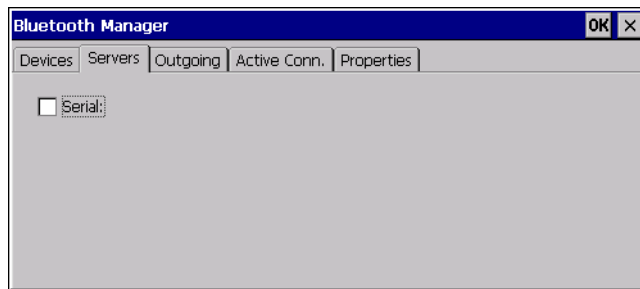 Bluetooth Manager OK ×
Devices Servers Outgoing Active Conn. Properties
Serial: